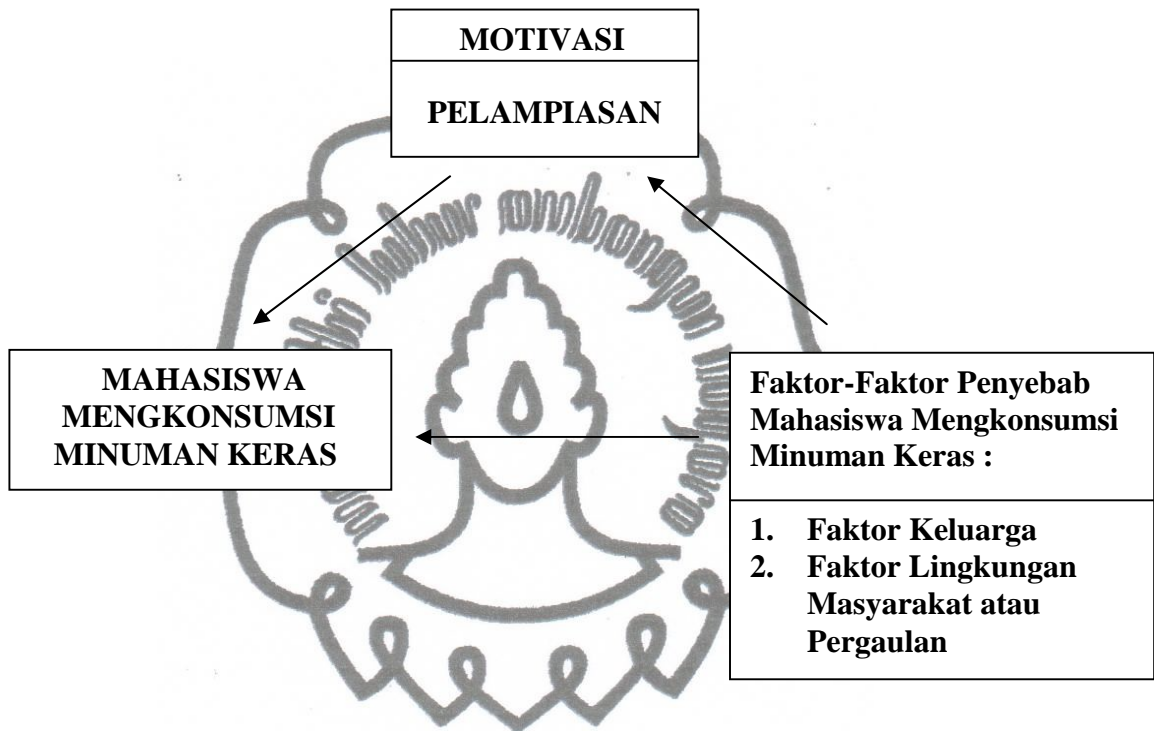 MOTIVASI
PELAMPIASAN
MAHASISWA
MENGKONSUMSI
MINUMAN KERAS
Faktor-Faktor Penyebab
Mahasiswa Mengkonsumsi
Minuman Keras :
1. Faktor Keluarga
2. Faktor Lingkungan
Masyarakat atau
Pergaulan